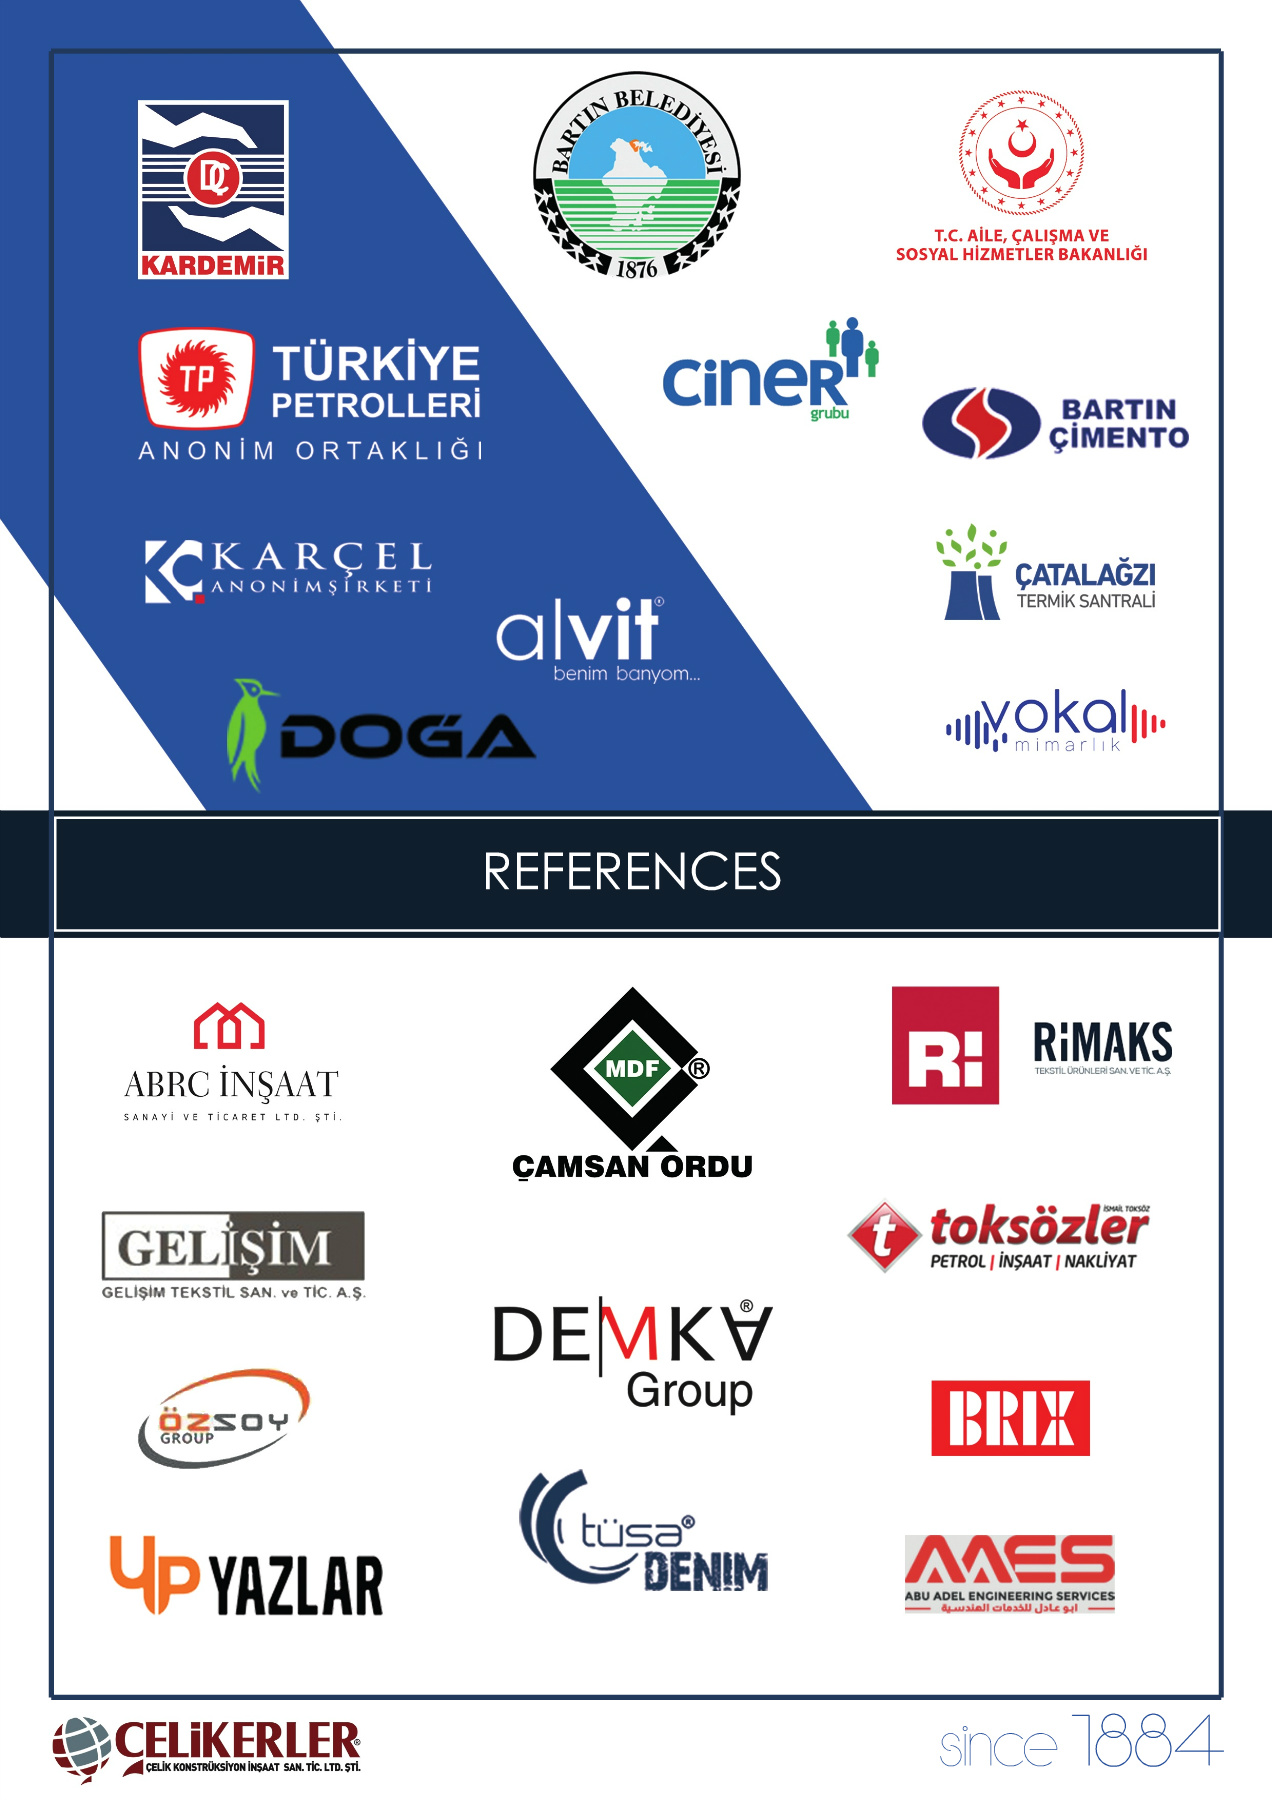 DÇ
KARDEMiR
BARTIN BELEDİYESİ
1876
T.C. AİLE, ÇALIŞMA VE
SOSYAL HİZMETLER BAKANLIĞI
TP
TÜRKİYE
PETROLLERİ
ANONİM ORTAKLIĞI
CineR
grubu
BARTIN
ÇİMENTO
KÇ KARÇEL
ANONİMŞİRKETİ
ÇATALAĞZI
TERMİK SANTRALİ
alvit®
benim banyom...
DOĞA
vokal
mimarlık
REFERENCES
ABRC İNŞAAT
SANAYİ VE TİCARET LTD. ŞTİ.
MDF ®
ÇAMSAN ORDU
Ri
RiMAKS
TEKSTİL ÜRÜNLERİ SAN. VE TİC. A.Ş.
GELİŞİM
GELİŞİM TEKSTİL SAN. ve TİC. A.Ş.
t
İSMAİL TOKSÖZ
toksözler
PETROL | İNŞAAT | NAKLİYAT
DEMKA®
Group
ÖZSOY
GROUP
BRIX
tüsa®
DENIM
YP YAZLAR
AAES
ABU ADEL ENGINEERING SERVICES
ابو عادل للخدمات الهندسية
ÇELİKERLER®
ÇELİK KONSTRÜKSİYON İNŞAAT SAN. TİC. LTD. ŞTİ.
since 1884